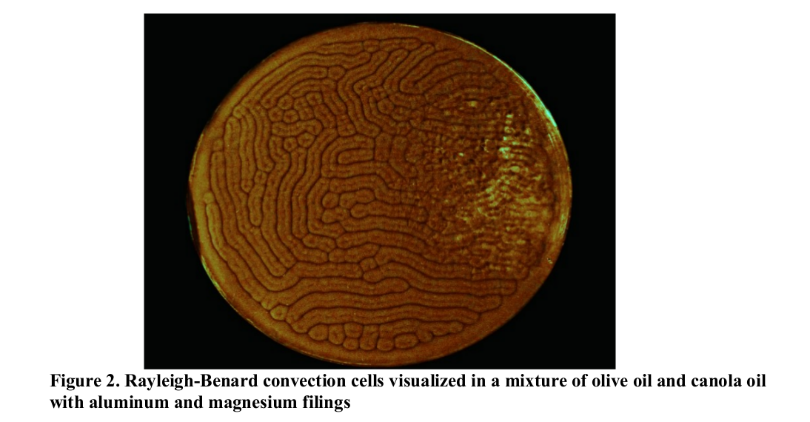 Figure 2. Rayleigh-Benard convection cells visualized in a mixture of olive oil and canola oil
with aluminum and magnesium filings